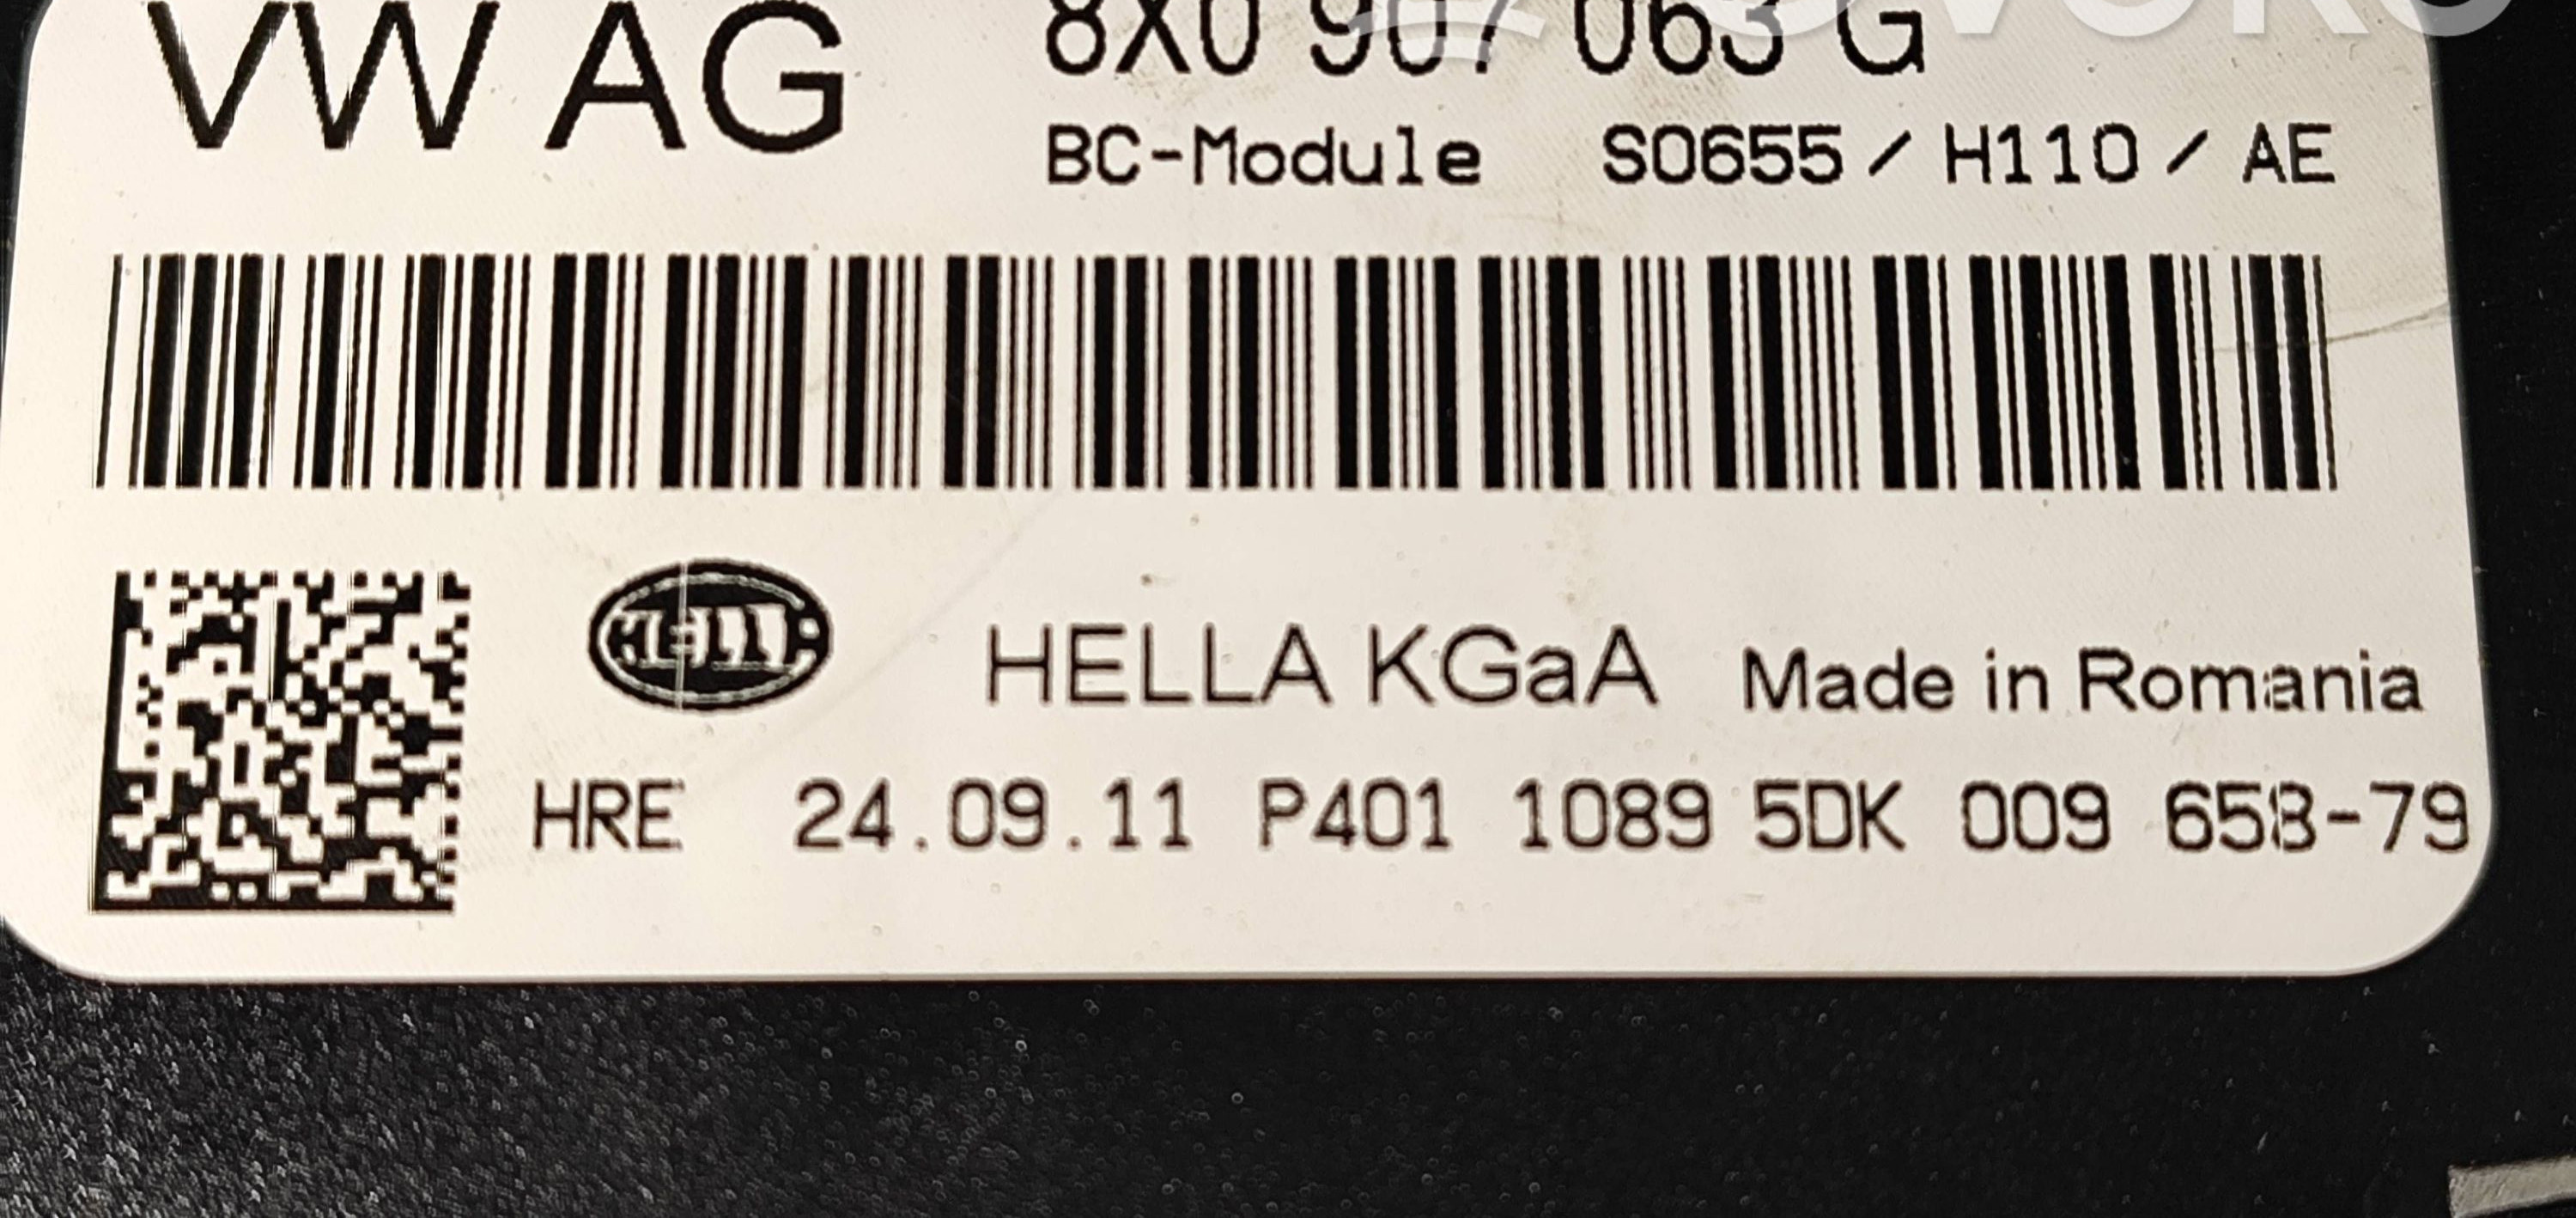 VW AG 8X0 907 063 G
BC-Module S0655 / H110 / AE
HELLA
HELLA KGaA Made in Romania
HRE 24.09.11 P401 1089 5DK 009 658-79